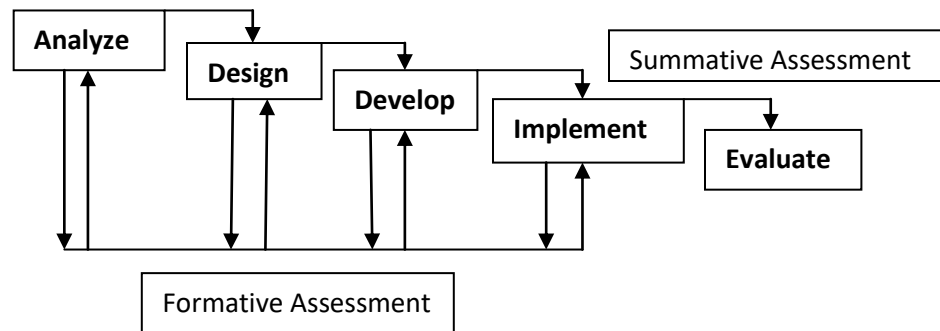 Analyze
Design
Summative Assessment
Develop
Implement
Evaluate
Formative Assessment